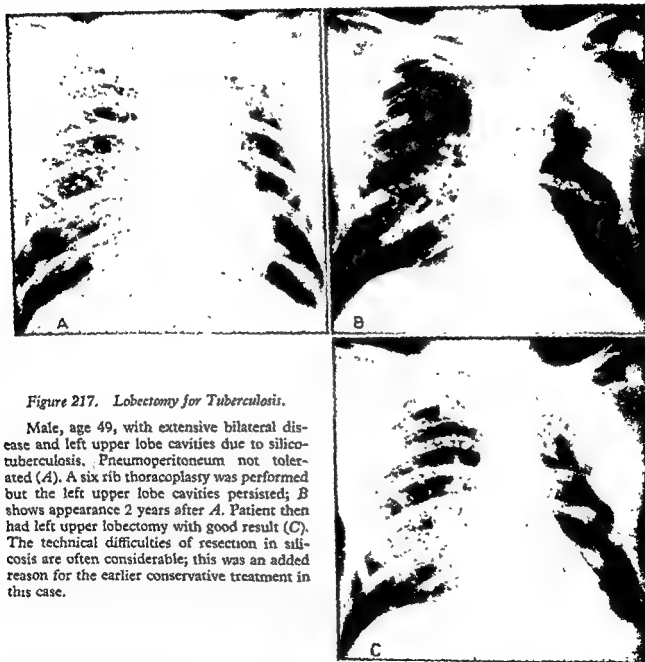 A
B
Figure 217. Lobectomy for Tuberculosis.
Male, age 49, with extensive bilateral dis-
ease and left upper lobe cavities due to silico-
tuberculosis. Pneumoperitoneum not toler-
ated (A). A six rib thoracoplasty was performed
but the left upper lobe cavities persisted; B
shows appearance 2 years after A. Patient then
had left upper lobectomy with good result (C).
The technical difficulties of resection in sili-
cosis are often considerable; this was an added
reason for the earlier conservative treatment in
this case.
C